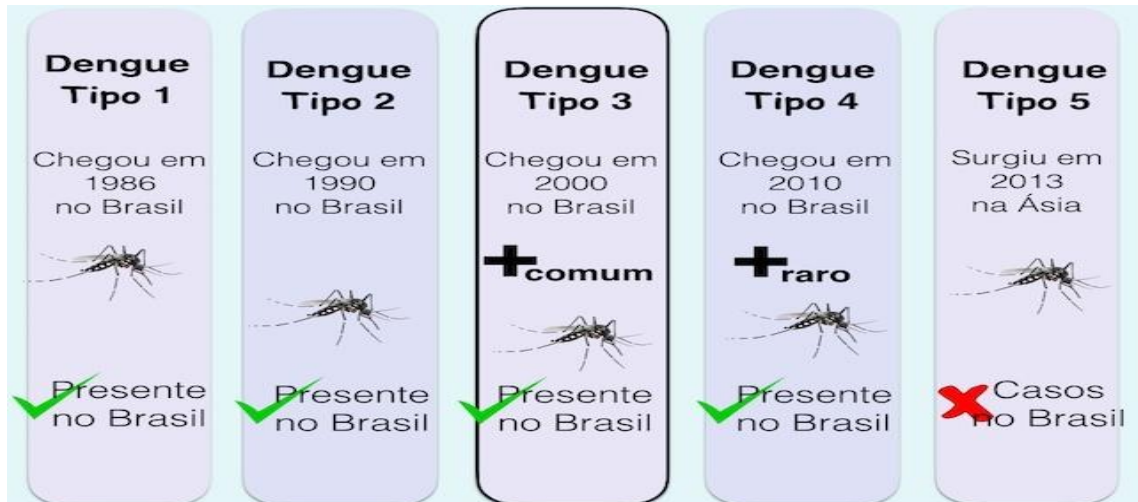 Dengue
Tipo 1
Chegou em
1986
no Brasil
Presente
no Brasil
Dengue
Tipo 2
Chegou em
1990
no Brasil
Presente
no Brasil
Dengue
Tipo 3
Chegou em
2000
no Brasil
+comum
Presente
no Brasil
Dengue
Tipo 4
Chegou em
2010
no Brasil
+raro
Presente
no Brasil
Dengue
Tipo 5
Surgiu em
2013
na Ásia
Casos
no Brasil